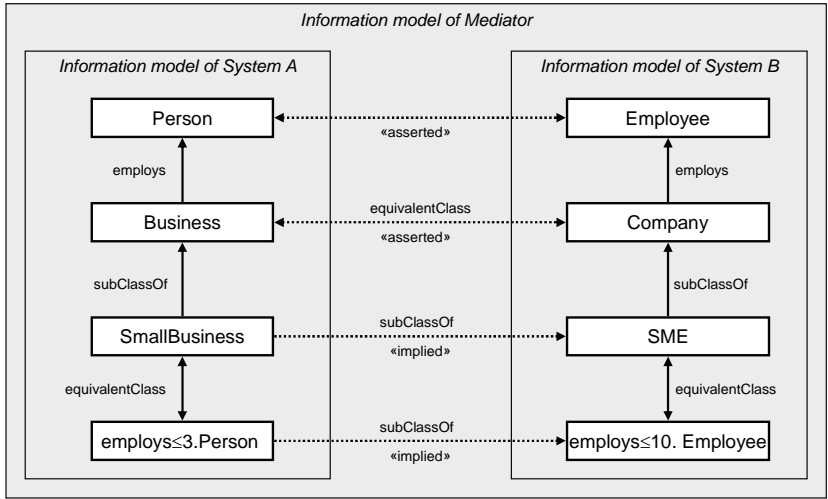 Information model of Mediator
Information model of System A
Information model of System B
Person
«asserted»
Employee
employs
employs
Business
equivalentClass
«asserted»
Company
subClassOf
subClassOf
SmallBusiness
subClassOf
«implied»
SME
equivalentClass
equivalentClass
employs≤3.Person
subClassOf
«implied»
employs≤10. Employee